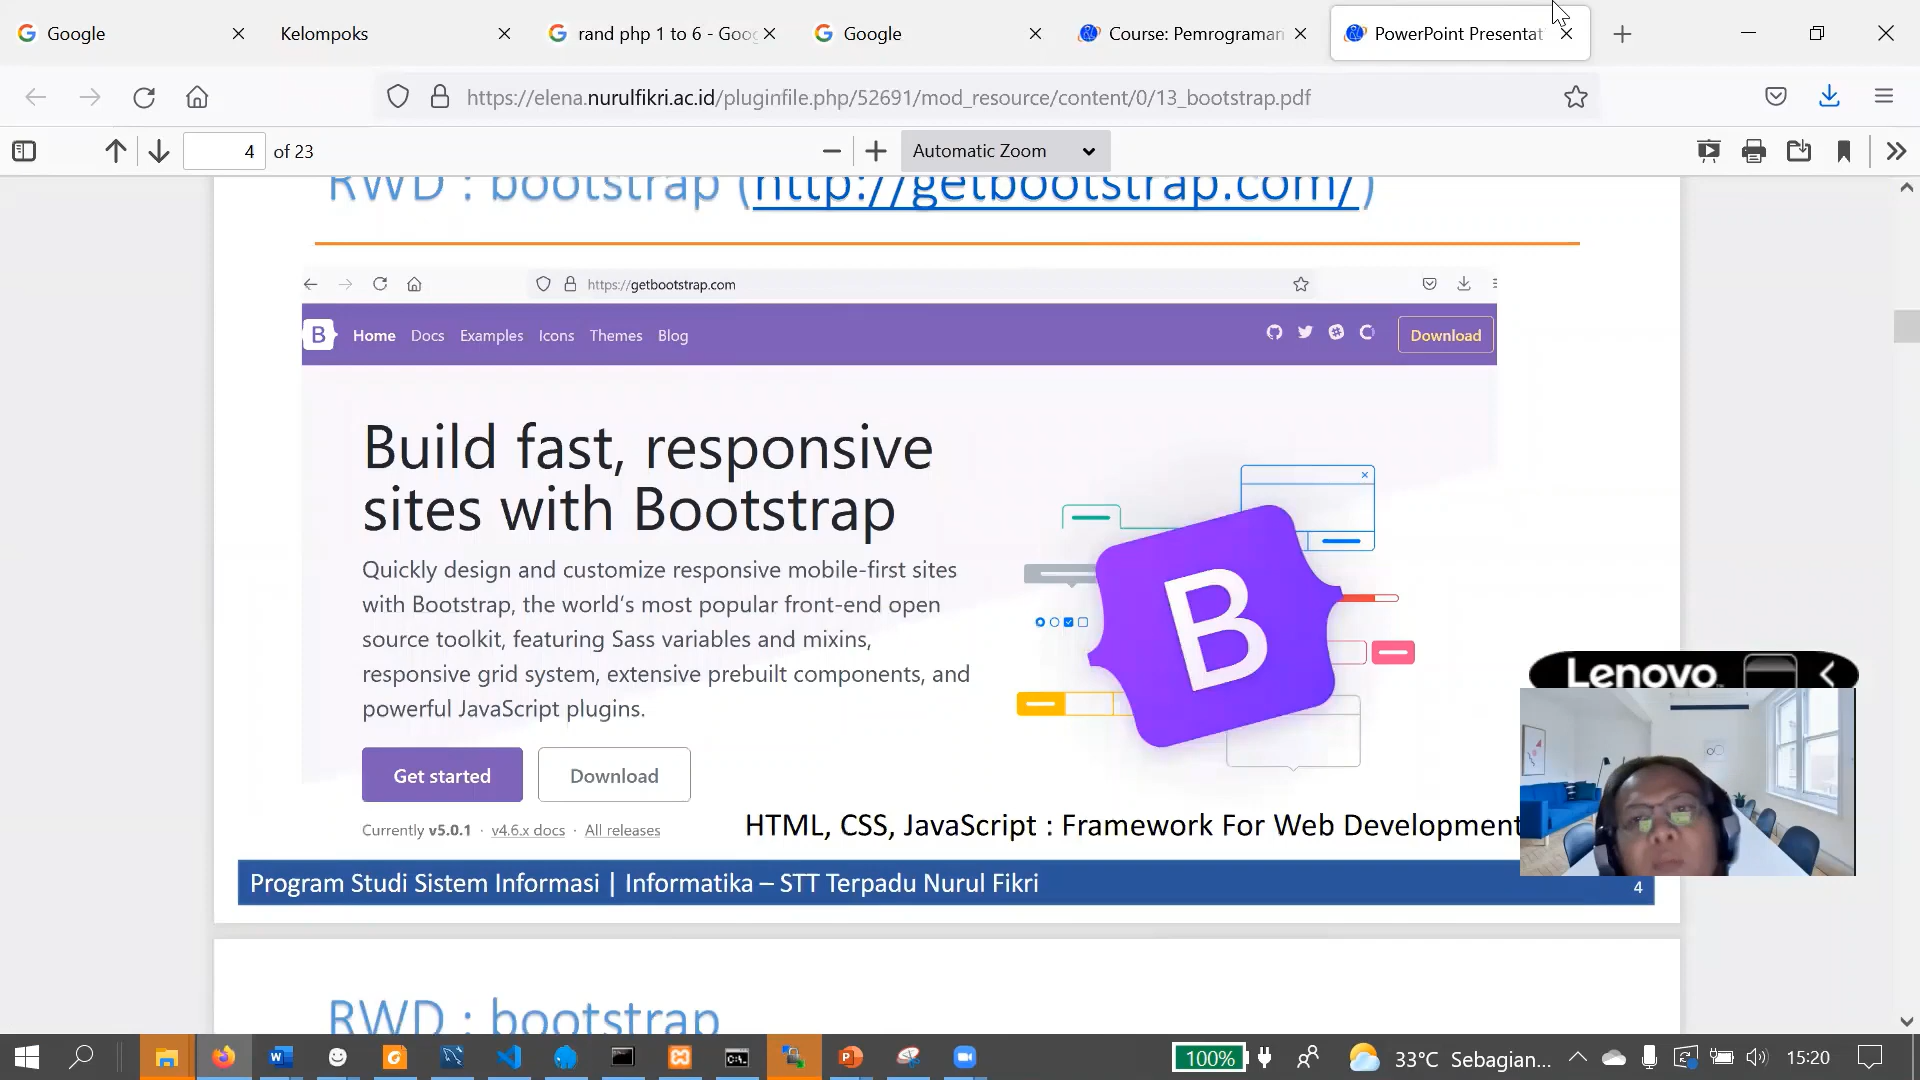 Google
Kelompoks
rand php 1 to 6 - Goog
Google
Course: Pemrograman
PowerPoint Presentat
https://elena.nurulfikri.ac.id/pluginfile.php/52691/mod_resource/content/0/13_bootstrap.pdf
4 of 23
Automatic Zoom
RWD : bootstrap (http://getbootstrap.com/)
https://getbootstrap.com
B Home Docs Examples Icons Themes Blog Download
Build fast, responsive
sites with Bootstrap
Quickly design and customize responsive mobile-first sites
with Bootstrap, the world's most popular front-end open
source toolkit, featuring Sass variables and mixins,
responsive grid system, extensive prebuilt components, and
powerful JavaScript plugins.
B
Get started Download
Currently v5.0.1 · v4.6.x docs · All releases
HTML, CSS, JavaScript : Framework For Web Development
Lenovo
Program Studi Sistem Informasi | Informatika – STT Terpadu Nurul Fikri
4
RWD : bootstrap
100%
33°C Sebagian...
15:20